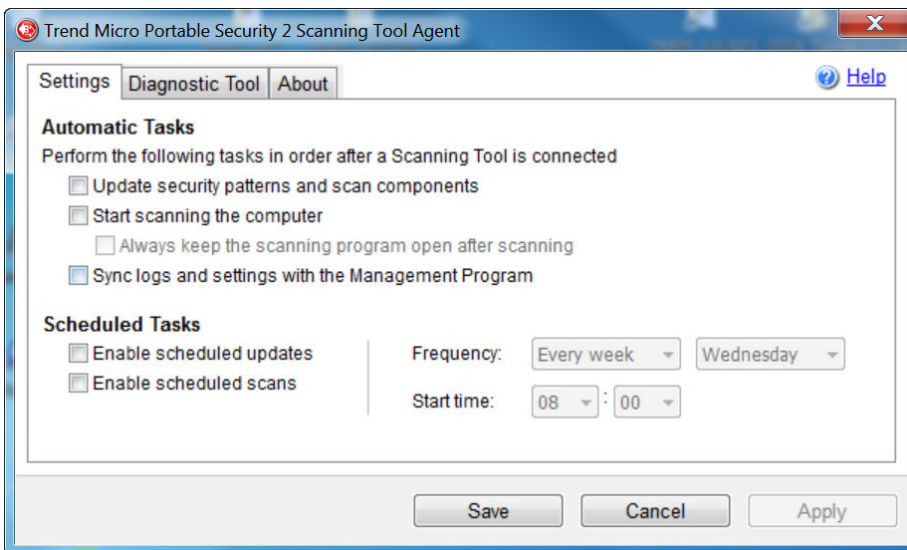 Trend Micro Portable Security 2 Scanning Tool Agent
X
Settings Diagnostic Tool About
Help
Automatic Tasks
Perform the following tasks in order after a Scanning Tool is connected
Update security patterns and scan components
Start scanning the computer
Always keep the scanning program open after scanning
Sync logs and settings with the Management Program
Scheduled Tasks
Enable scheduled updates
Enable scheduled scans
Frequency: Every week Wednesday
Start time: 08 : 00
Save Cancel Apply